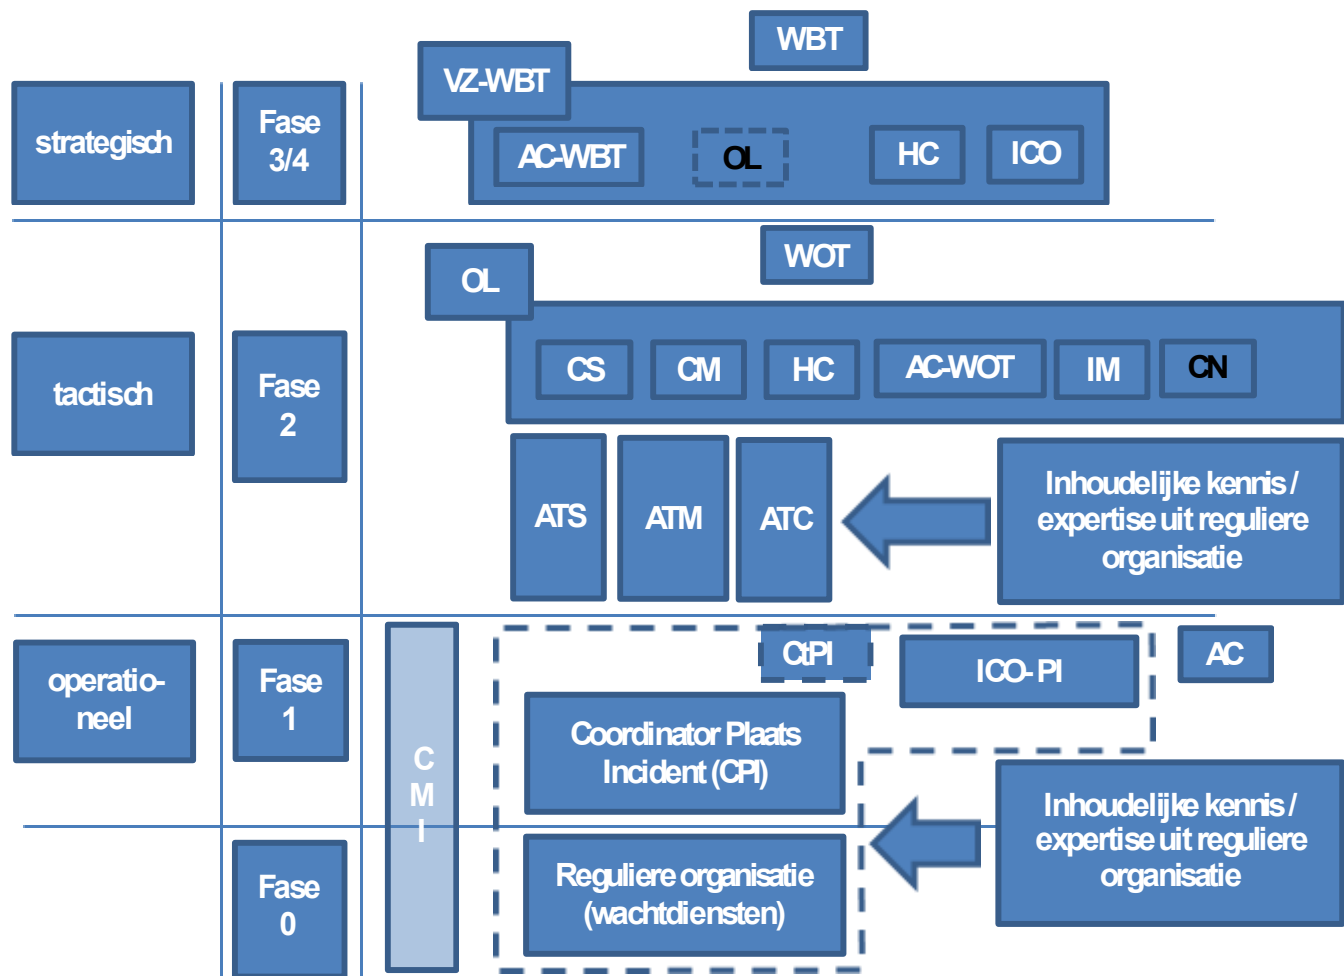 WBT
VZ-WBT
strategisch
Fase
3/4
AC-WBT
OL
HC
ICO
WOT
OL
tactisch
Fase
2
CS
CM
HC
AC-WOT
IM
CN
ATS
ATM
ATC
Inhoudelijke kennis /
expertise uit reguliere
organisatie
operatio-
neel
Fase
1
CtPI
ICO- PI
AC
Coordinator Plaats
Incident (CPI)
C
M
I
Inhoudelijke kennis /
expertise uit reguliere
organisatie
Fase
0
Reguliere organisatie
(wachtdiensten)